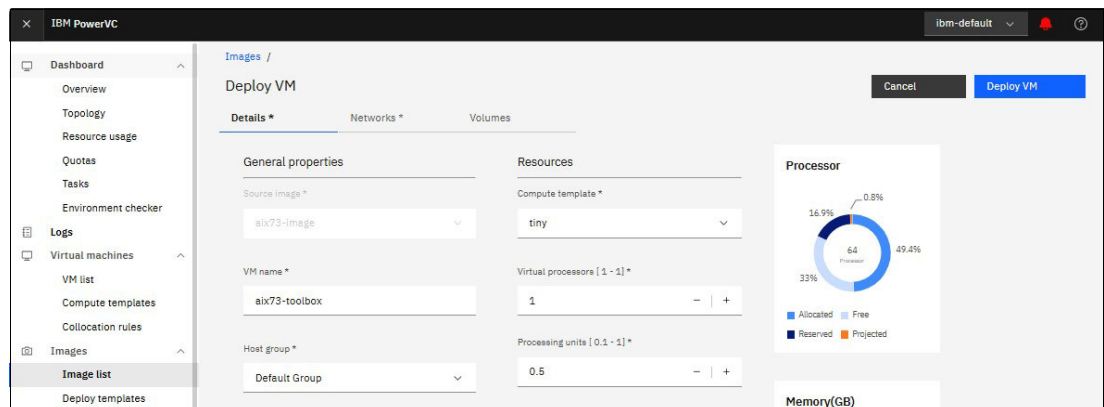 IBM PowerVC
ibm-default
Dashboard
Overview
Topology
Resource usage
Quotas
Tasks
Environment checker
Logs
Virtual machines
VM list
Compute templates
Collocation rules
Images
Image list
Deploy templates
Images /
Deploy VM
Cancel
Deploy VM
Details *
Networks *
Volumes
General properties
Source image *
aix73-image
VM name *
aix73-toolbox
Host group *
Default Group
Resources
Compute template *
tiny
Virtual processors [ 1 - 1] *
1
Processing units [ 0.1 - 1] *
0.5
Processor
0.8%
16.9%
49.4%
33%
64
Processor
Allocated
Free
Reserved
Projected
Memory(GB)